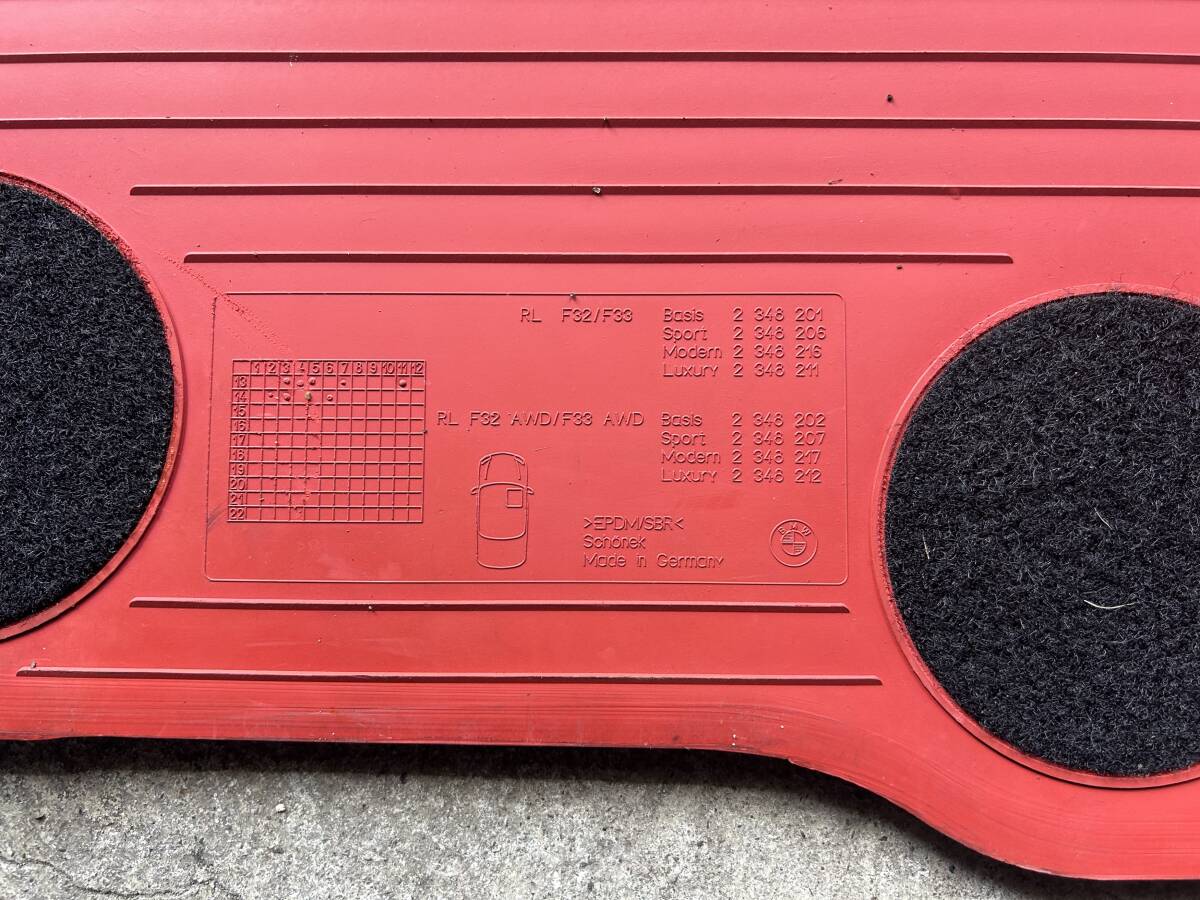 RL F32/F33 Basis 2 348 201
Sport 2 348 206
Modern 2 348 216
Luxury 2 348 211
1 2 3 4 5 6 7 8 9 10 11 12
13
14
15
16
17
18
19
20
21
22
RL F32 AWD/F33 AWD Basis 2 348 202
Sport 2 348 207
Modern 2 348 217
Luxury 2 348 212
>EPDM/SBR<
Schönek
Made in Germany
BMW